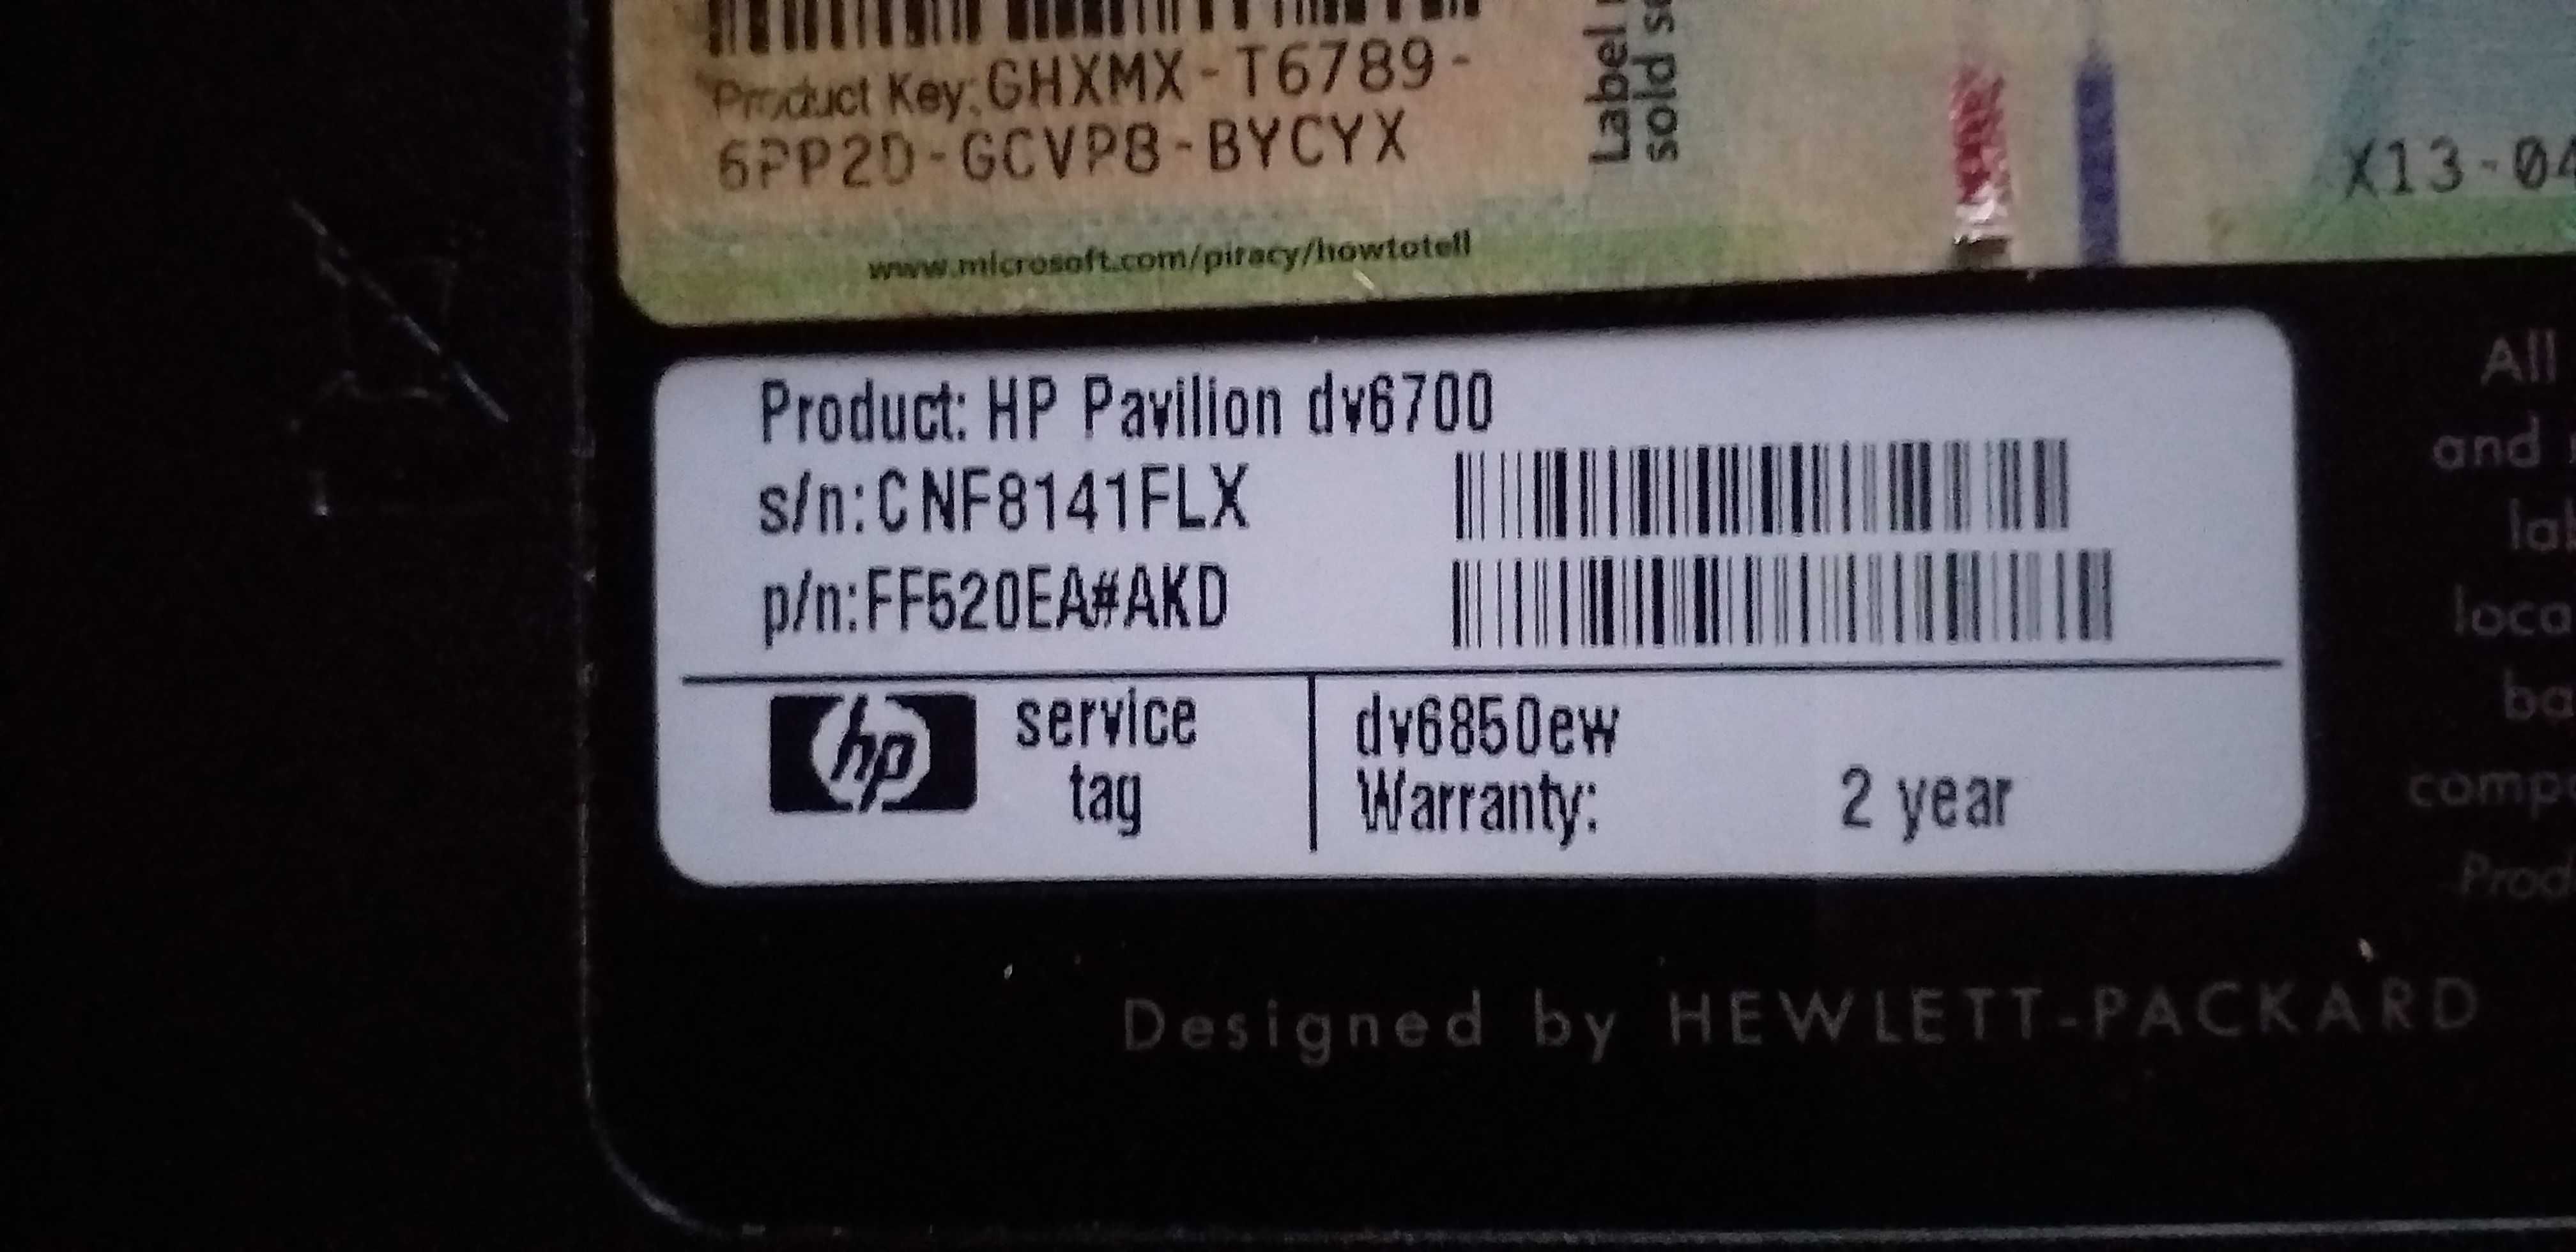 Product Key: GHXMX-T6789-
6PP2D-GCVP8-BYCYX
www.microsoft.com/piracy/howtotell
Label
sold
X13-04
Product: HP Pavilion dv6700
s/n:CNF8141FLX
p/n:FF520EA#AKD
hp service
tag
dv6850ew
Warranty: 2 year
All
and
Designed by HEWLETT-PACKARD